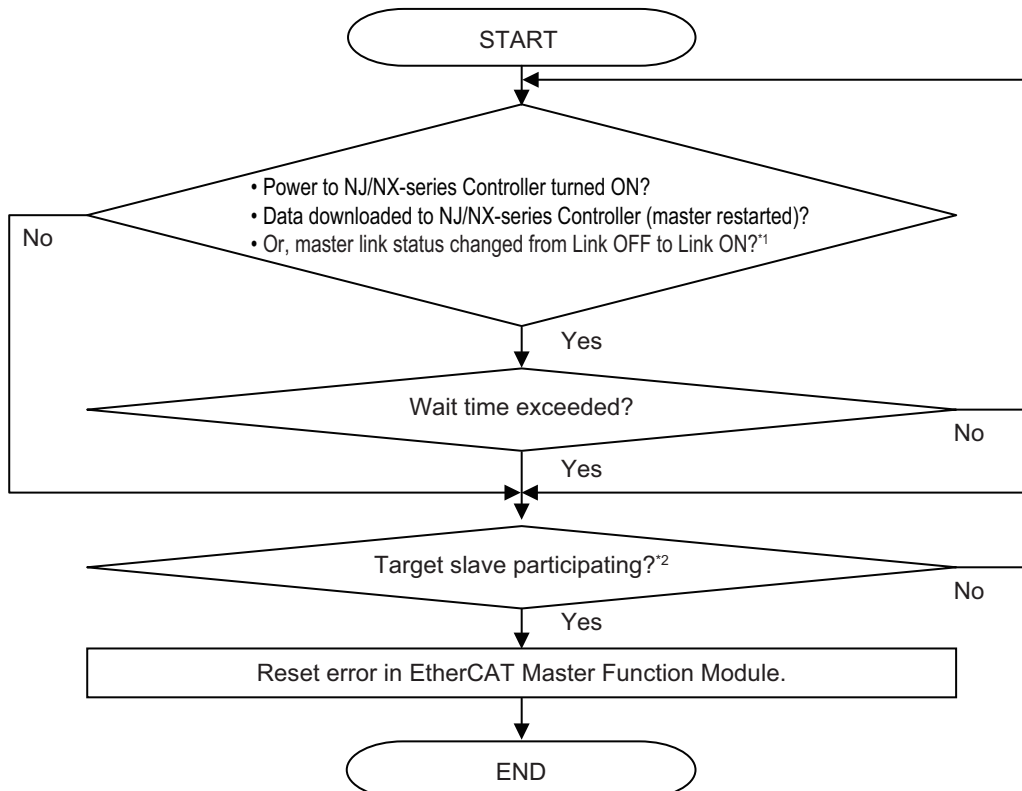 START
• Power to NJ/NX-series Controller turned ON?
• Data downloaded to NJ/NX-series Controller (master restarted)?
• Or, master link status changed from Link OFF to Link ON?*1
No
Yes
Wait time exceeded?
No
Yes
Target slave participating?*2
No
Yes
Reset error in EtherCAT Master Function Module.
END